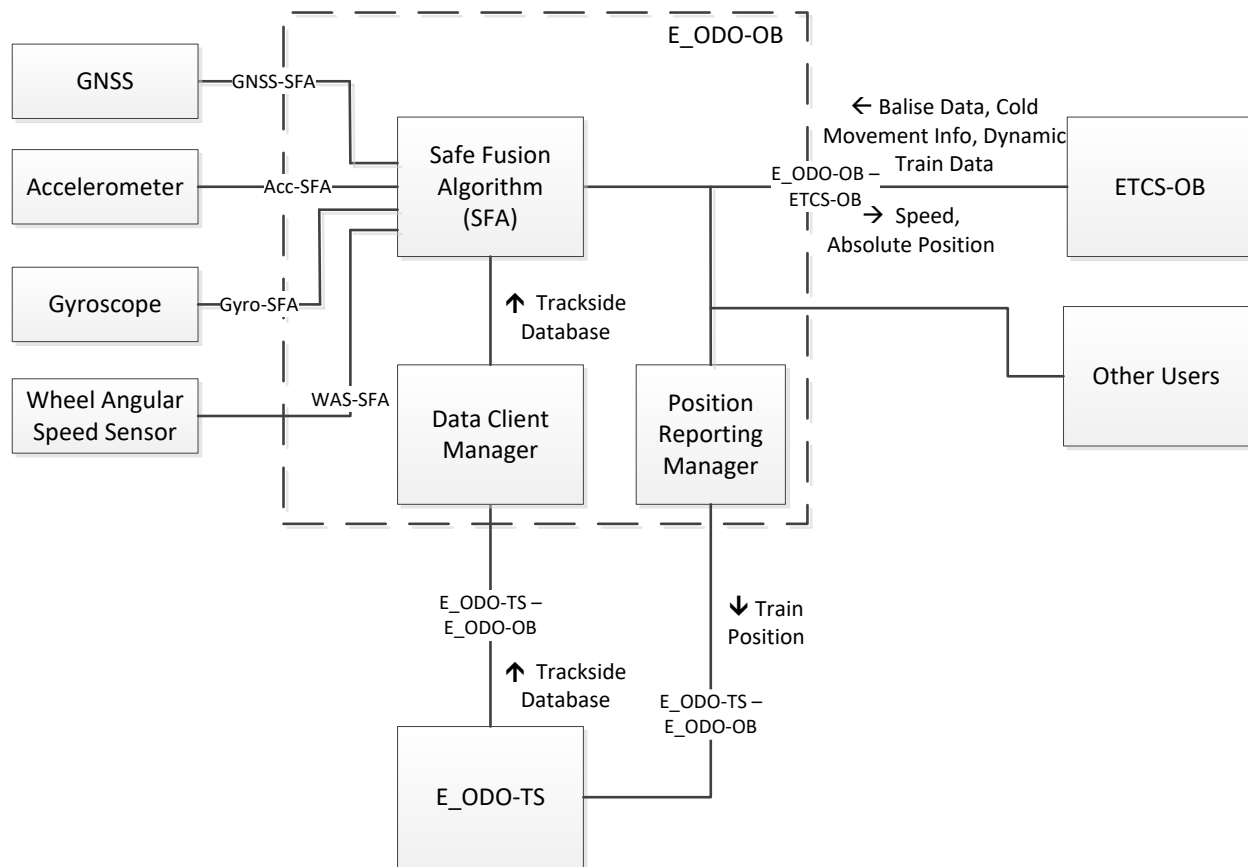 E_ODO-OB
GNSS
GNSS-SFA
← Balise Data, Cold
Movement Info, Dynamic
Train Data
Safe Fusion
Algorithm
(SFA)
Accelerometer
Acc-SFA
E_ODO-OB –
ETCS-OB
ETCS-OB
→ Speed,
Absolute Position
Gyroscope
Gyro-SFA
↑ Trackside
Database
Other Users
Wheel Angular
Speed Sensor
WAS-SFA
Data Client
Manager
Position
Reporting
Manager
E_ODO-TS –
E_ODO-OB
↓ Train
Position
↑ Trackside
Database
E_ODO-TS –
E_ODO-OB
E_ODO-TS